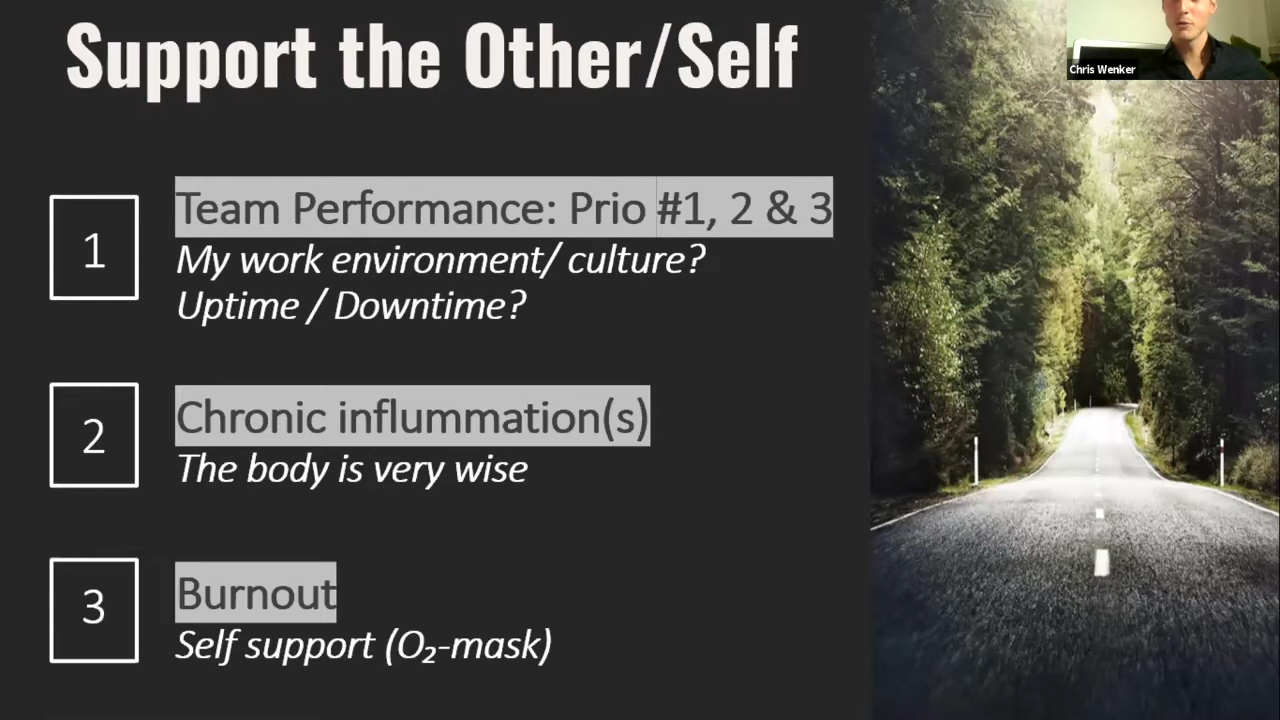 Support the Other/Self
Chris Wenker
1
Team Performance: Prio #1, 2 & 3
My work environment/ culture?
Uptime / Downtime?
2
Chronic inflummation(s)
The body is very wise
3
Burnout
Self support (O₂-mask)